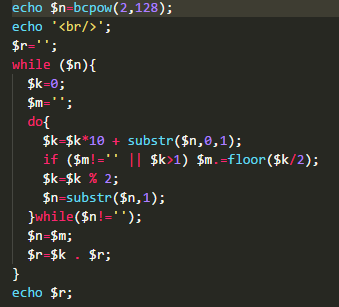 echo $n=bcpow(2,128);
echo '<br/>';
$r='';
while ($n){
  $k=0;
  $m='';
  do{
    $k=$k*10 + substr($n,0,1);
    if ($m!='' || $k>1) $m.=floor($k/2);
    $k=$k % 2;
    $n=substr($n,1);
  }while($n!='');
  $n=$m;
  $r=$k . $r;
}
echo $r;